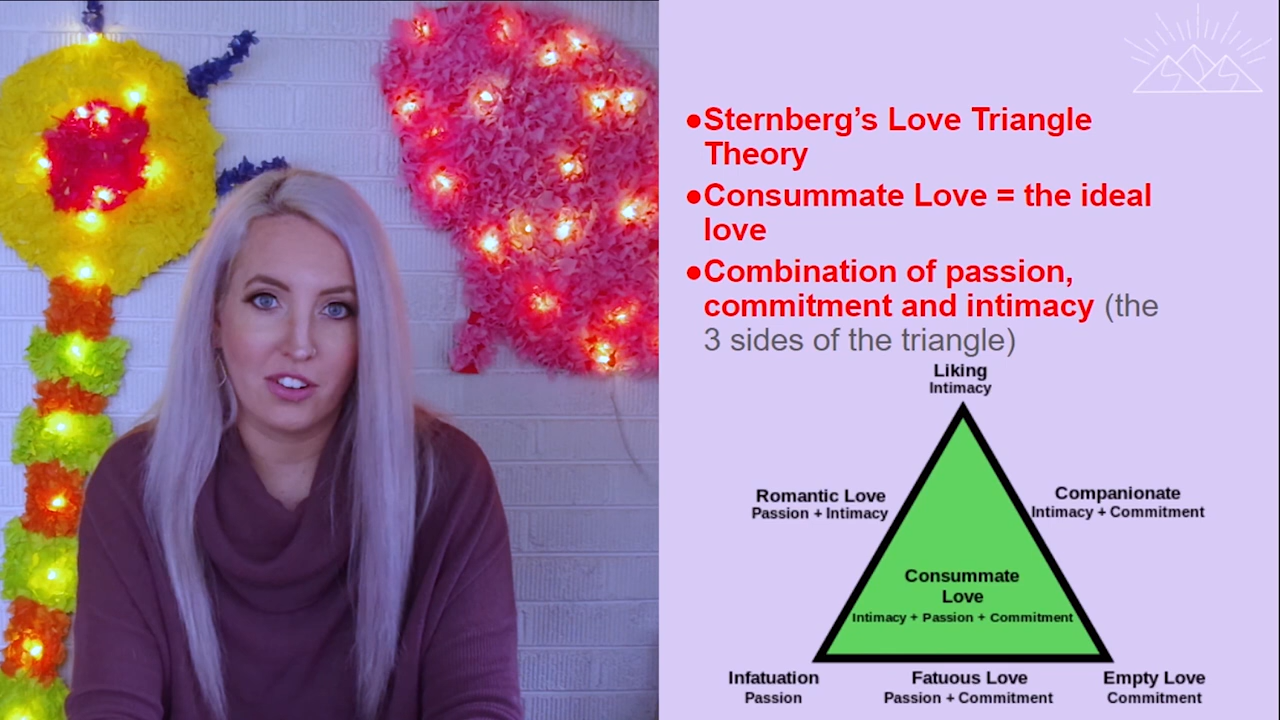 ●Sternberg’s Love Triangle
Theory
●Consummate Love = the ideal
love
●Combination of passion,
commitment and intimacy (the
3 sides of the triangle)
Liking
Intimacy
Romantic Love
Passion + Intimacy
Companionate
Intimacy + Commitment
Consummate
Love
Intimacy + Passion + Commitment
Infatuation
Passion
Fatuous Love
Passion + Commitment
Empty Love
Commitment